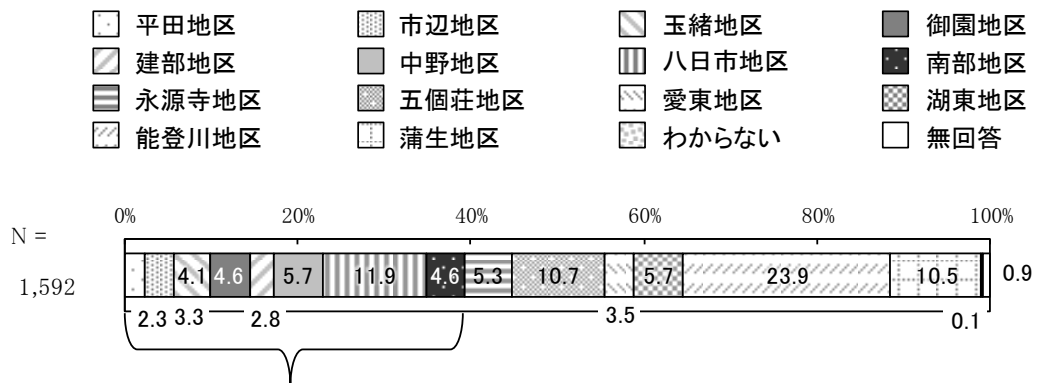 平田地区 市辺地区 玉緒地区 御園地区
建部地区 中野地区 八日市地区 南部地区
永源寺地区 五個荘地区 愛東地区 湖東地区
能登川地区 蒲生地区 わからない 無回答
0% 20% 40% 60% 80% 100%
N =
1,592
4.1 4.6 5.7 11.9 4.6 5.3 10.7 5.7 23.9 10.5 0.9
2.3 3.3 2.8 3.5 0.1